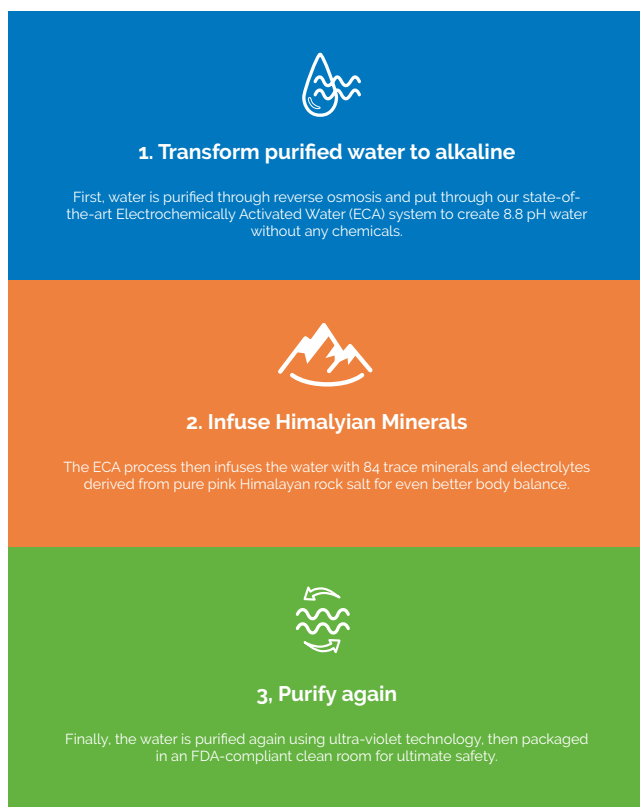 1. Transform purified water to alkaline
First, water is purified through reverse osmosis and put through our state-of-
the-art Electrochemically Activated Water (ECA) system to create 8.8 pH water
without any chemicals.
2. Infuse Himalyian Minerals
The ECA process then infuses the water with 84 trace minerals and electrolytes
derived from pure pink Himalayan rock salt for even better body balance.
3, Purify again
Finally, the water is purified again using ultra-violet technology, then packaged
in an FDA-compliant clean room for ultimate safety.